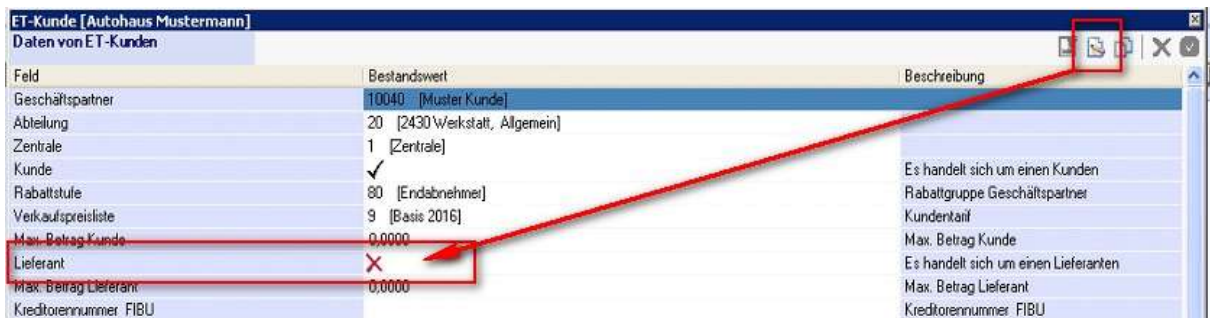 ET-Kunde [Autohaus Mustermann]
Daten von ET-Kunden
Feld Bestandswert Beschreibung
Geschäftspartner 10040 [Muster Kunde]
Abteilung 20 [2430 Werkstatt, Allgemein]
Zentrale 1 [Zentrale]
Kunde Es handelt sich um einen Kunden
Rabattstufe 80 [Endabnehmer] Rabattgruppe Geschäftspartner
Verkaufspreisliste 9 [Basis 2016] Kundentarif
Max. Betrag Kunde 0,0000 Max. Betrag Kunde
Lieferant Es handelt sich um einen Lieferanten
Max. Betrag Lieferant 0,0000 Max. Betrag Lieferant
Kreditorennummer FIBU Kreditorennummer FIBU